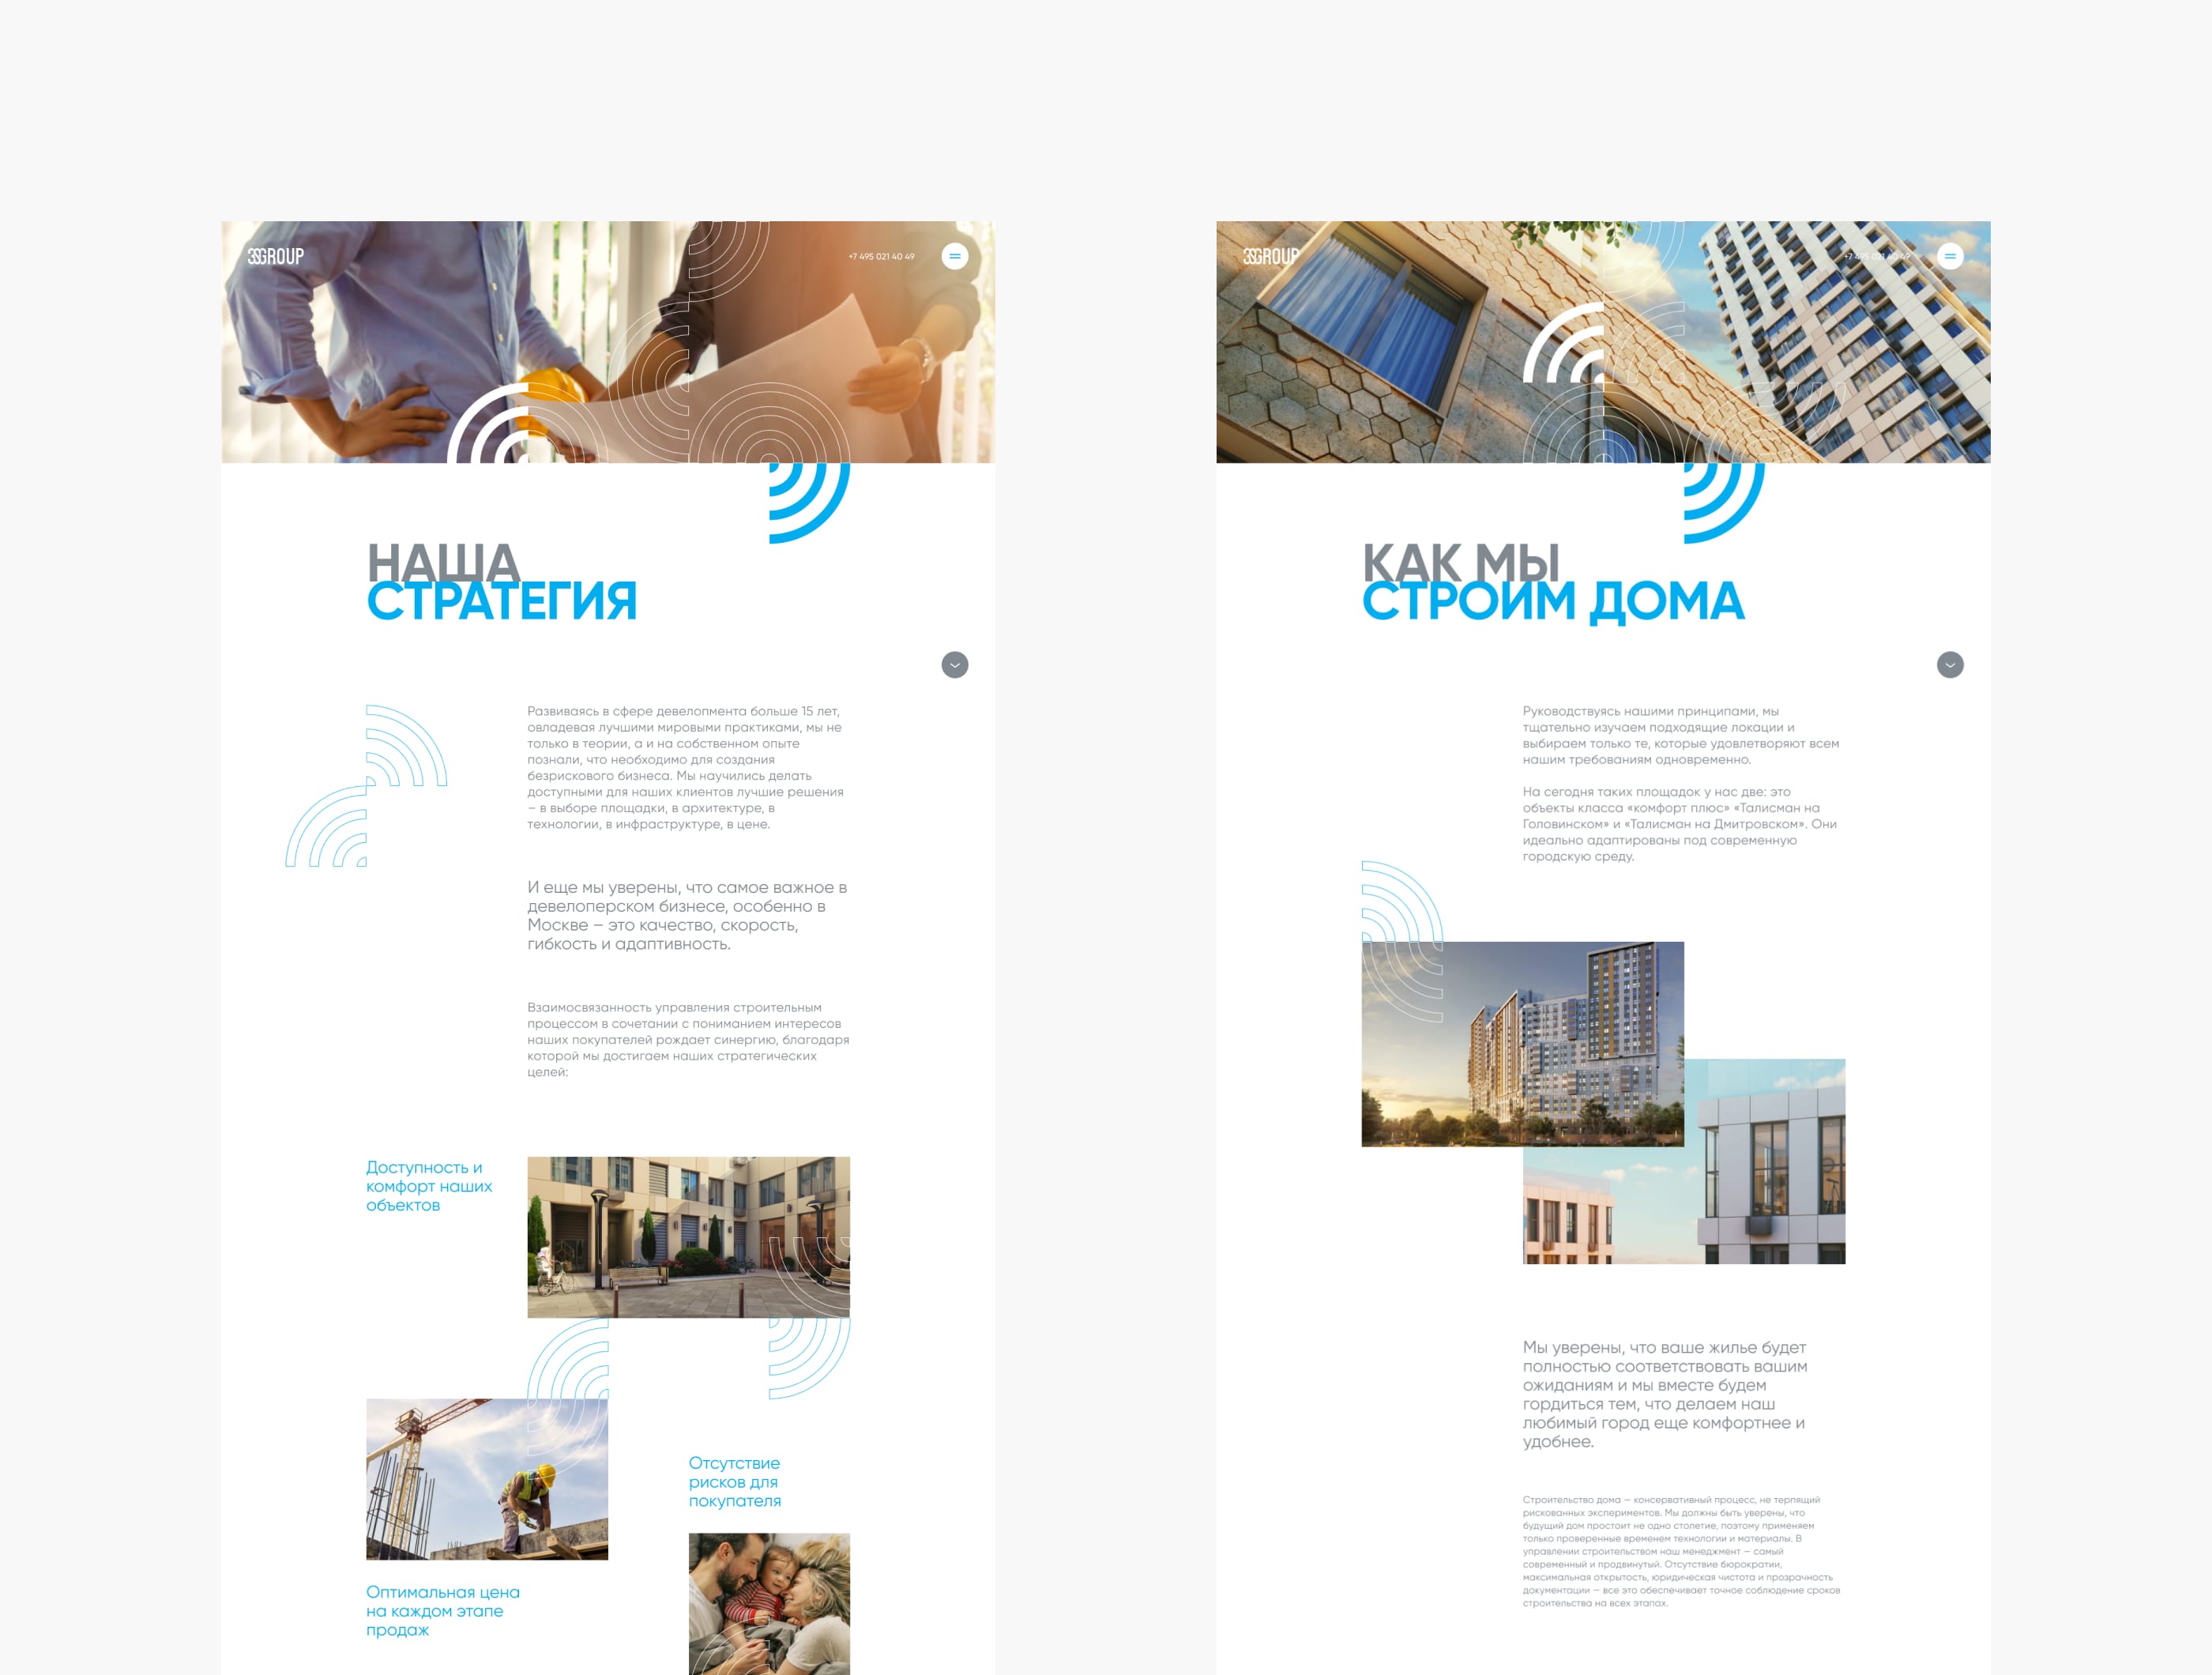 3SGROUP
+7 495 021 40 49
НАША
СТРАТЕГИЯ
Развиваясь в сфере девелопмента больше 15 лет,
овладевая лучшими мировыми практиками, мы не
только в теории, а и на собственном опыте
познали, что необходимо для создания
безрискового бизнеса. Мы научились делать
доступными для наших клиентов лучшие решения
– в выборе площадки, в архитектуре, в
технологии, в инфраструктуре, в цене.
И еще мы уверены, что самое важное в
девелоперском бизнесе, особенно в
Москве – это качество, скорость,
гибкость и адаптивность.
Взаимосвязанность управления строительным
процессом в сочетании с пониманием интересов
наших покупателей рождает синергию, благодаря
которой мы достигаем наших стратегических
целей:
Доступность и
комфорт наших
объектов
Отсутствие
рисков для
покупателя
Оптимальная цена
на каждом этапе
продаж
3SGROUP
+7 495 021 40 49
КАК МЫ
СТРОИМ ДОМА
Руководствуясь нашими принципами, мы
тщательно изучаем подходящие локации и
выбираем только те, которые удовлетворяют всем
нашим требованиям одновременно.
На сегодня таких площадок у нас две: это
объекты класса «комфорт плюс» «Талисман на
Головинском» и «Талисман на Дмитровском». Они
идеально адаптированы под современную
городскую среду.
Мы уверены, что ваше жилье будет
полностью соответствовать вашим
ожиданиям и мы вместе будем
гордиться тем, что делаем наш
любимый город еще комфортнее и
удобнее.
Строительство дома – консервативный процесс, не терпящий
рискованных экспериментов. Мы должны быть уверены, что
будущий дом простоит не одно столетие, поэтому применяем
только проверенные временем технологии и материалы. В
управлении строительством наш менеджмент – самый
современный и продвинутый. Отсутствие бюрократии,
максимальная открытость, юридическая чистота и прозрачность
документации – все это обеспечивает точное соблюдение сроков
строительства на всех этапах.